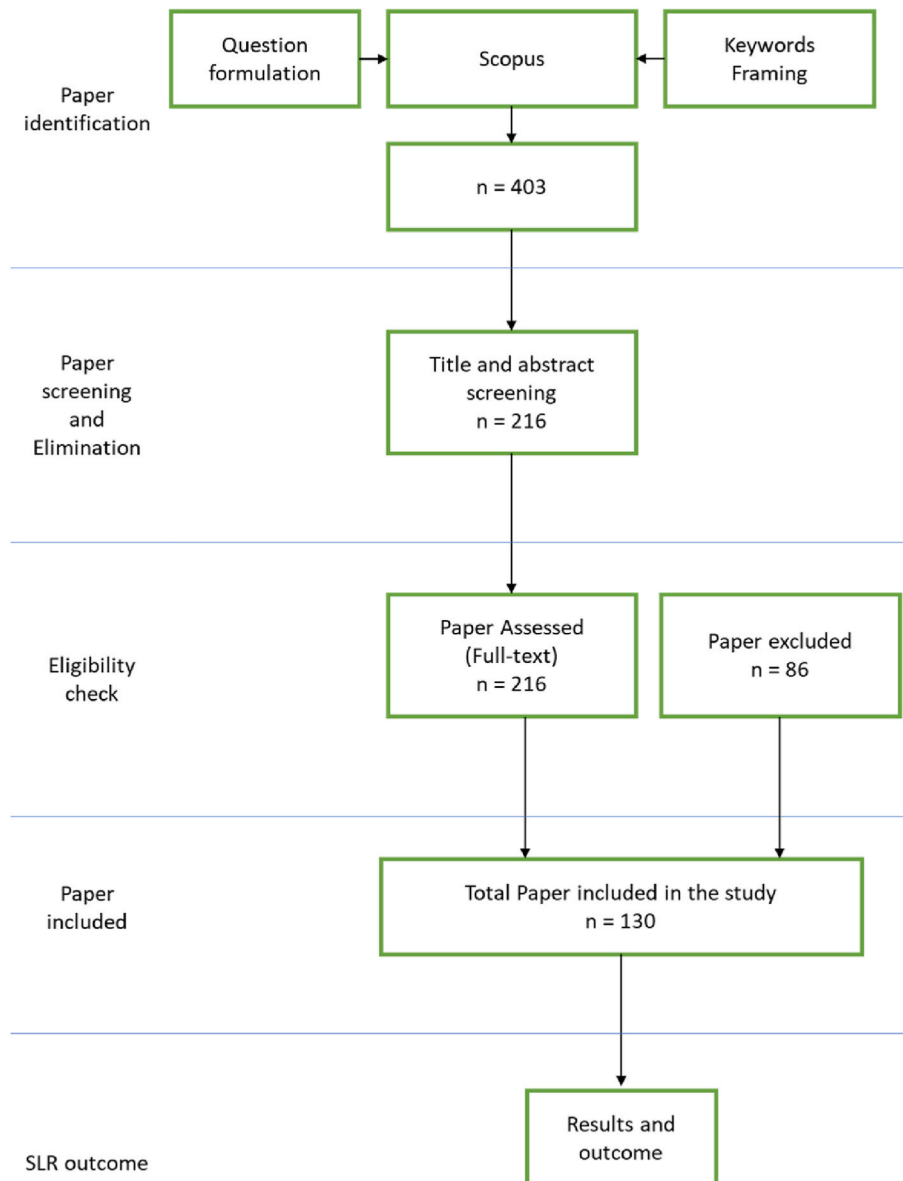 Paper
identification
Question
formulation
Scopus
Keywords
Framing
n = 403
Paper
screening
and
Elimination
Title and abstract
screening
n = 216
Eligibility
check
Paper Assessed
(Full-text)
n = 216
Paper excluded
n = 86
Paper
included
Total Paper included in the study
n = 130
SLR outcome
Results and
outcome